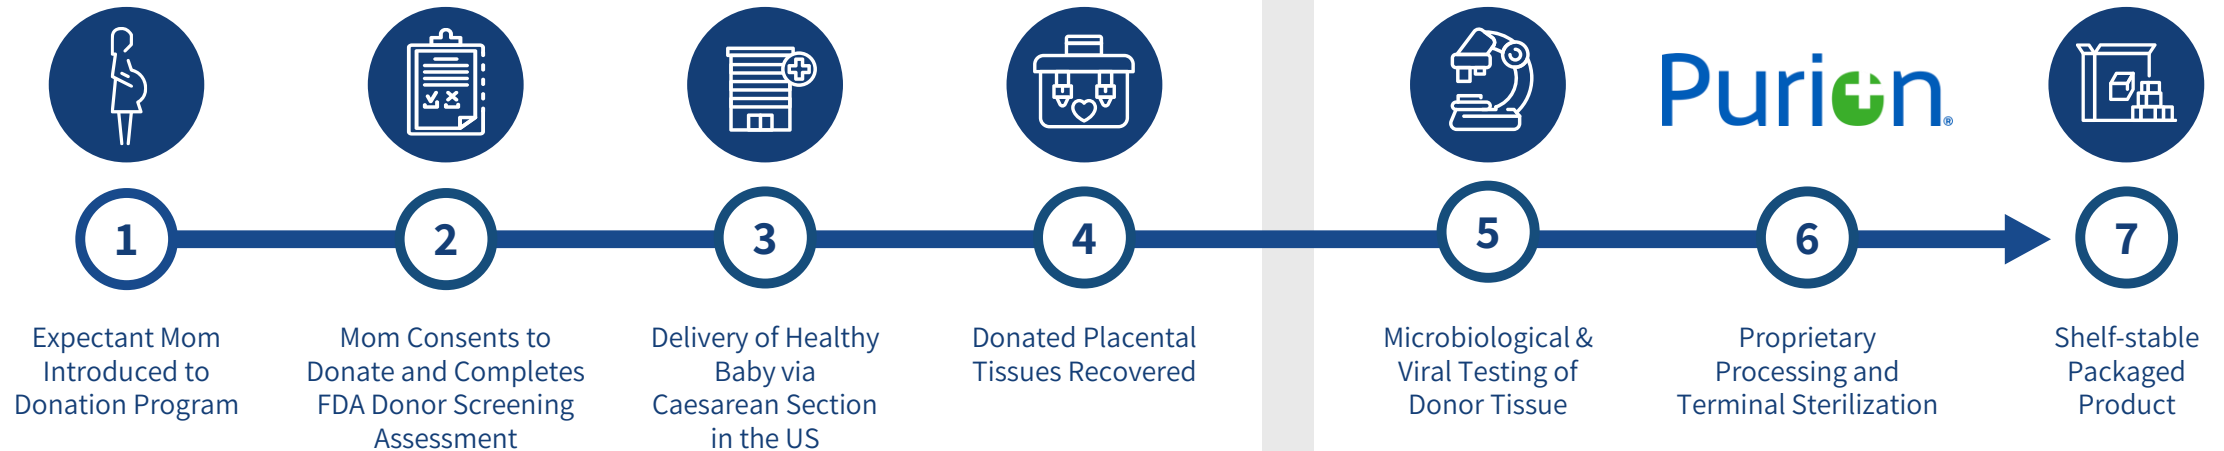 Purion®
1
2
3
4
5
6
7
Expectant Mom
Introduced to
Donation Program
Mom Consents to
Donate and Completes
FDA Donor Screening
Assessment
Delivery of Healthy
Baby via
Caesarean Section
in the US
Donated Placental
Tissues Recovered
Microbiological &
Viral Testing of
Donor Tissue
Proprietary
Processing and
Terminal Sterilization
Shelf-stable
Packaged
Product